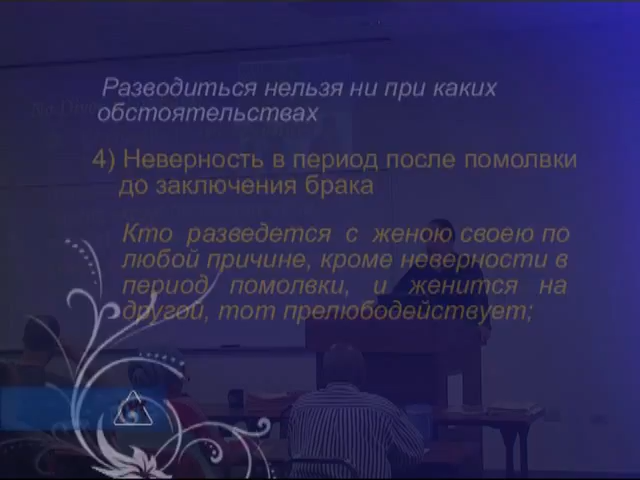 Разводиться нельзя ни при каких
обстоятельствах
4) Неверность в период после помолвки
до заключения брака
Кто разведется с женою своею по
любой причине, кроме неверности в
период помолвки, и женится на
другой, тот прелюбодействует;